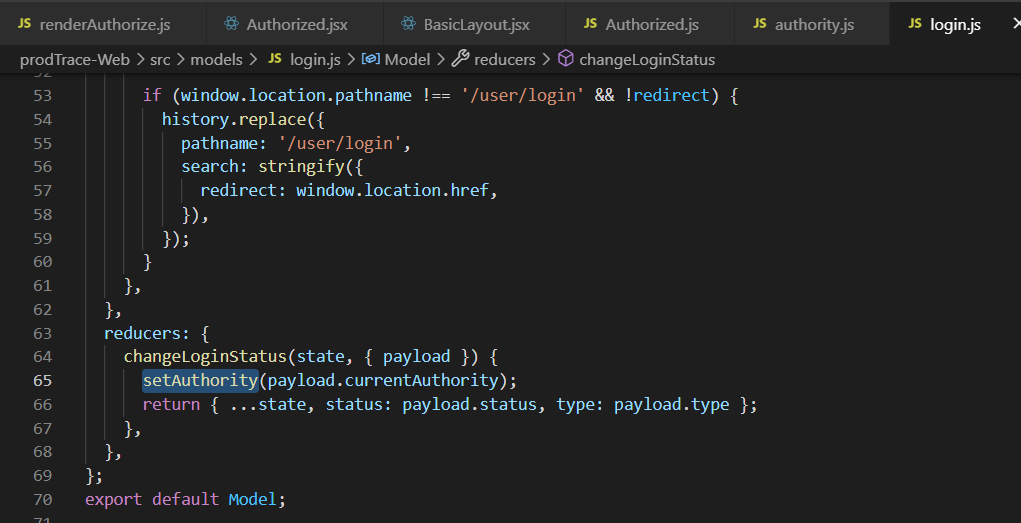 JS renderAuthorize.js Authorized.jsx BasicLayout.jsx JS Authorized.js JS authority.js JS login.js
prodTrace-Web > src > models > JS login.js > Model > reducers > changeLoginStatus
52
53 if (window.location.pathname !== '/user/login' && !redirect) {
54 history.replace({
55 pathname: '/user/login',
56 search: stringify({
57 redirect: window.location.href,
58 }),
59 });
60 }
61 },
62 },
63 reducers: {
64 changeLoginStatus(state, { payload }) {
65 setAuthority(payload.currentAuthority);
66 return { ...state, status: payload.status, type: payload.type };
67 },
68 },
69 };
70 export default Model;
71